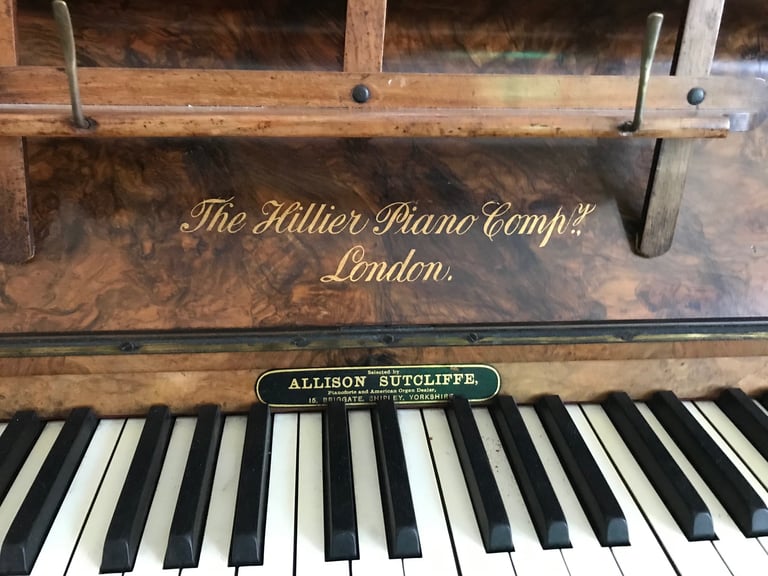 The Hillier Piano Compy.,
London.
Selected by
ALLISON SUTCLIFFE,
Pianoforte and American Organ Dealer,
15, BRIGGATE, SHIPLEY, YORKSHIRE